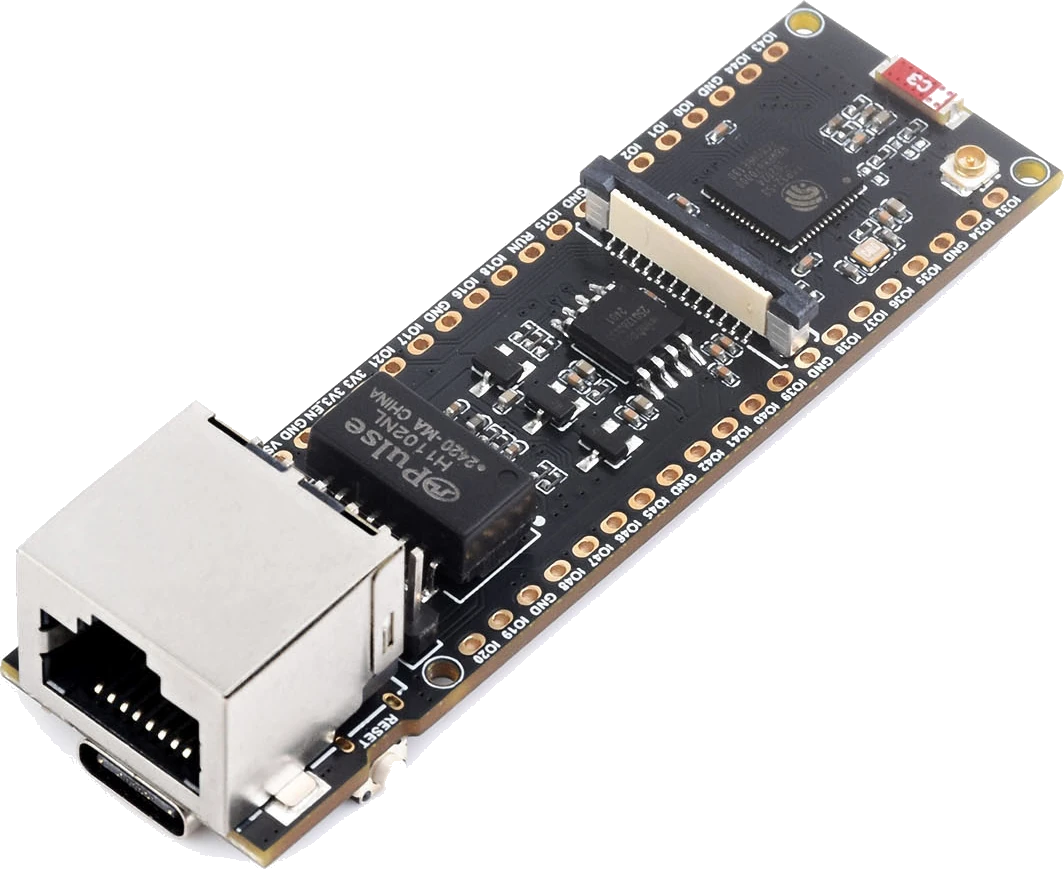 IO43
IO44
GND
IO0
IO1
IO2
C3
GND
IO15
RUN
IO18
IO16
GND
IO17
IO21
3V3
3V3_EN
GND
Pulse
H1102NL
2420-MA CHINA
IO33
IO34
GND
IO35
IO36
IO37
IO38
GND
IO39
IO40
IO41
IO42
GND
IO45
IO46
IO47
IO48
GND
IO19
IO20
RESET